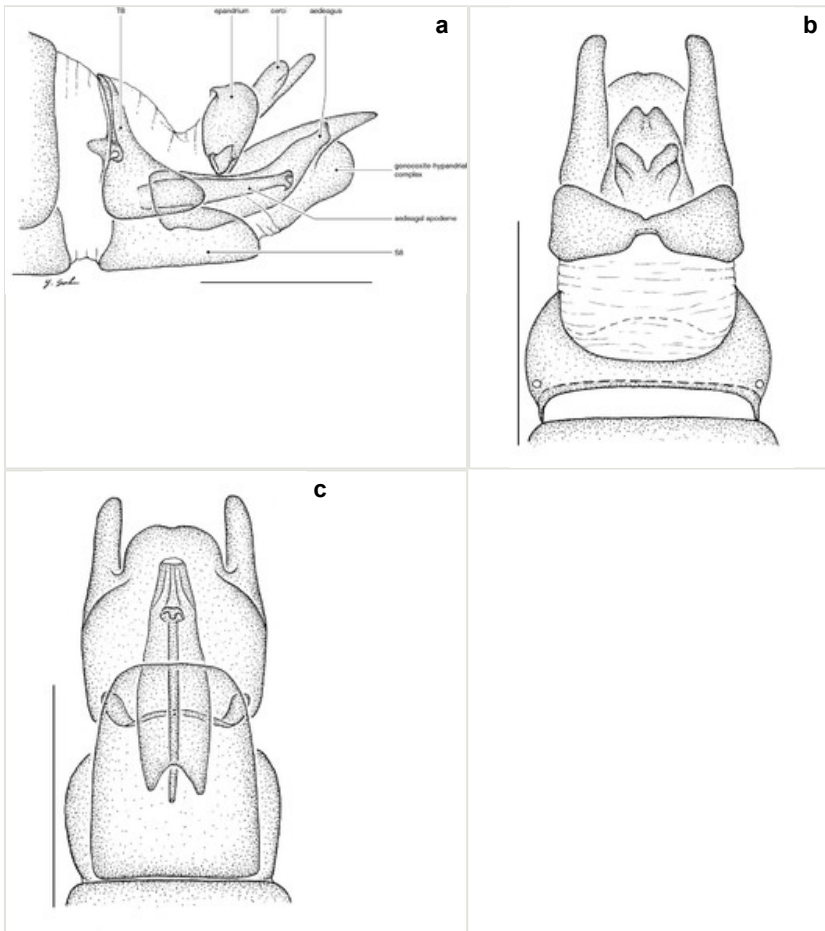 T8 epandrium cerci aedeagus
a
b
gonocoxite-hypandrial
complex
aedeagal apodeme
S8
c